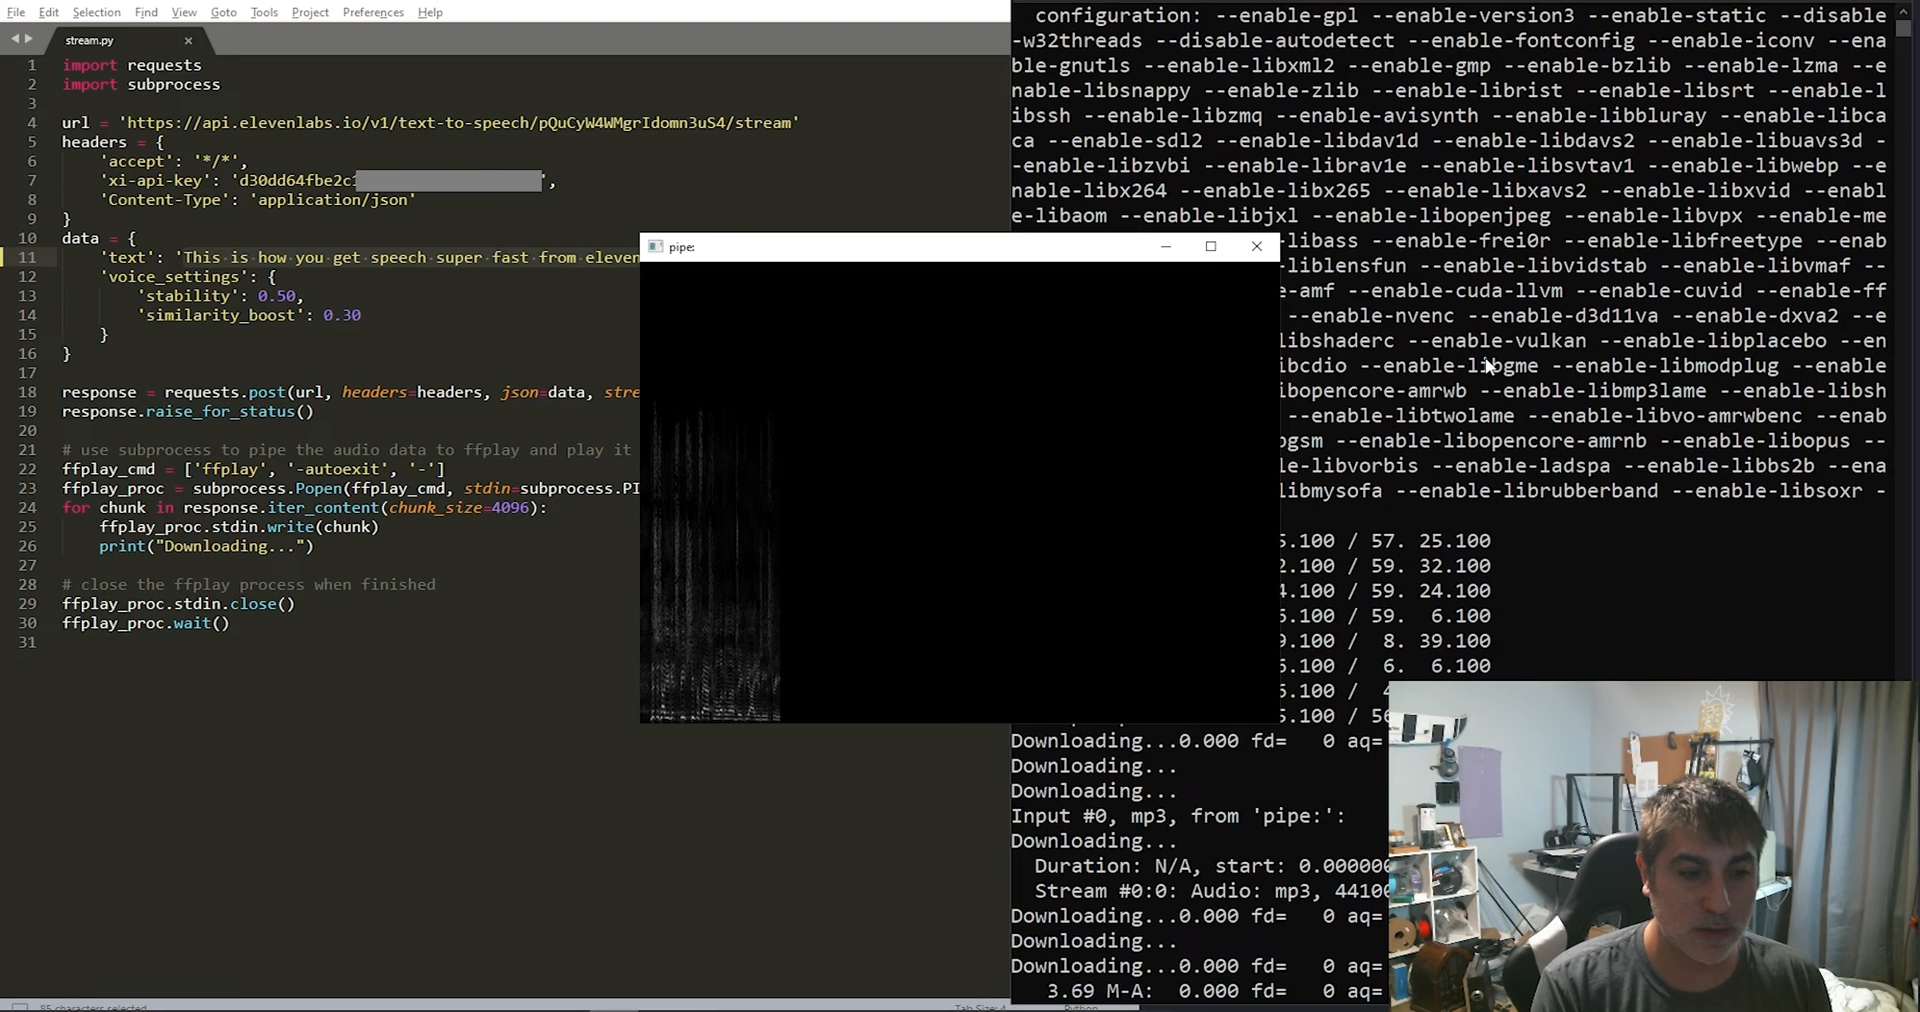 File Edit Selection Find View Goto Tools Project Preferences Help
stream.py
1 import requests
2 import subprocess
3
4 url = 'https://api.elevenlabs.io/v1/text-to-speech/pQuCyW4WMgrIdomn3uS4/stream'
5 headers = {
6 'accept': '*/*',
7 'xi-api-key': 'd30dd64fbe2c1 ',
8 'Content-Type': 'application/json'
9 }
10 data = {
11 'text': 'This is how you get speech super fast from eleven
12 'voice_settings': {
13 'stability': 0.50,
14 'similarity_boost': 0.30
15 }
16 }
17
18 response = requests.post(url, headers=headers, json=data, stre
19 response.raise_for_status()
20
21 # use subprocess to pipe the audio data to ffplay and play it
22 ffplay_cmd = ['ffplay', '-autoexit', '-']
23 ffplay_proc = subprocess.Popen(ffplay_cmd, stdin=subprocess.PI
24 for chunk in response.iter_content(chunk_size=4096):
25 ffplay_proc.stdin.write(chunk)
26 print("Downloading...")
27
28 # close the ffplay process when finished
29 ffplay_proc.stdin.close()
30 ffplay_proc.wait()
31
85 characters selected
Tab Size: 4
Python
pipe:
configuration: --enable-gpl --enable-version3 --enable-static --disable
-w32threads --disable-autodetect --enable-fontconfig --enable-iconv --ena
ble-gnutls --enable-libxml2 --enable-gmp --enable-bzlib --enable-lzma --e
nable-libsnappy --enable-zlib --enable-librist --enable-libsrt --enable-l
ibssh --enable-libzmq --enable-avisynth --enable-libbluray --enable-libca
ca --enable-sdl2 --enable-libdav1d --enable-libdavs2 --enable-libuavs3d -
-enable-libzvbi --enable-librav1e --enable-libsvtav1 --enable-libwebp --e
nable-libx264 --enable-libx265 --enable-libxavs2 --enable-libxvid --enabl
e-libaom --enable-libjxl --enable-libopenjpeg --enable-libvpx --enable-me
libass --enable-frei0r --enable-libfreetype --enab
liblensfun --enable-libvidstab --enable-libvmaf --
-amf --enable-cuda-llvm --enable-cuvid --enable-ff
--enable-nvenc --enable-d3d11va --enable-dxva2 --e
libshaderc --enable-vulkan --enable-libplacebo --en
ibcdio --enable-libgme --enable-libmodplug --enable
ibopencore-amrwb --enable-libmp3lame --enable-libsh
--enable-libtwolame --enable-libvo-amrwbenc --enab
gsm --enable-libopencore-amrnb --enable-libopus --
e-libvorbis --enable-ladspa --enable-libbs2b --ena
ibmysofa --enable-librubberband --enable-libsoxr -
5.100 / 57. 25.100
2.100 / 59. 32.100
4.100 / 59. 24.100
5.100 / 59. 6.100
.100 / 8. 39.100
5.100 / 6. 6.100
5.100 /
5.100 /
Downloading...0.000 fd= 0 aq=
Downloading...
Downloading...
Input #0, mp3, from 'pipe:':
Downloading...
Duration: N/A, start: 0.000000
Stream #0:0: Audio: mp3, 44100
Downloading...0.000 fd= 0 aq=
Downloading...
Downloading...0.000 fd= 0 aq=
3.69 M-A: 0.000 fd= 0 aq=